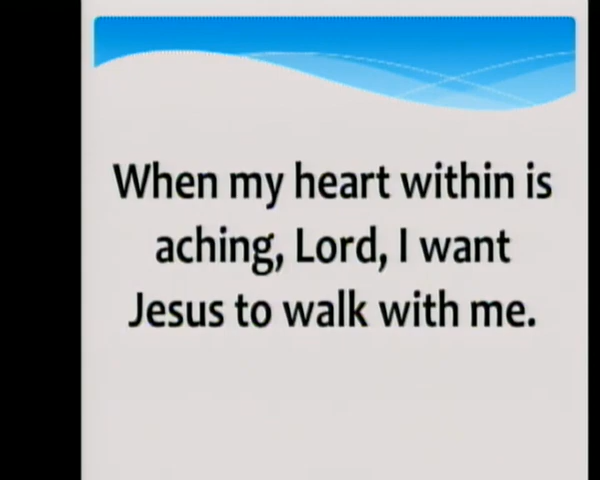 When my heart within is
aching, Lord, I want
Jesus to walk with me.